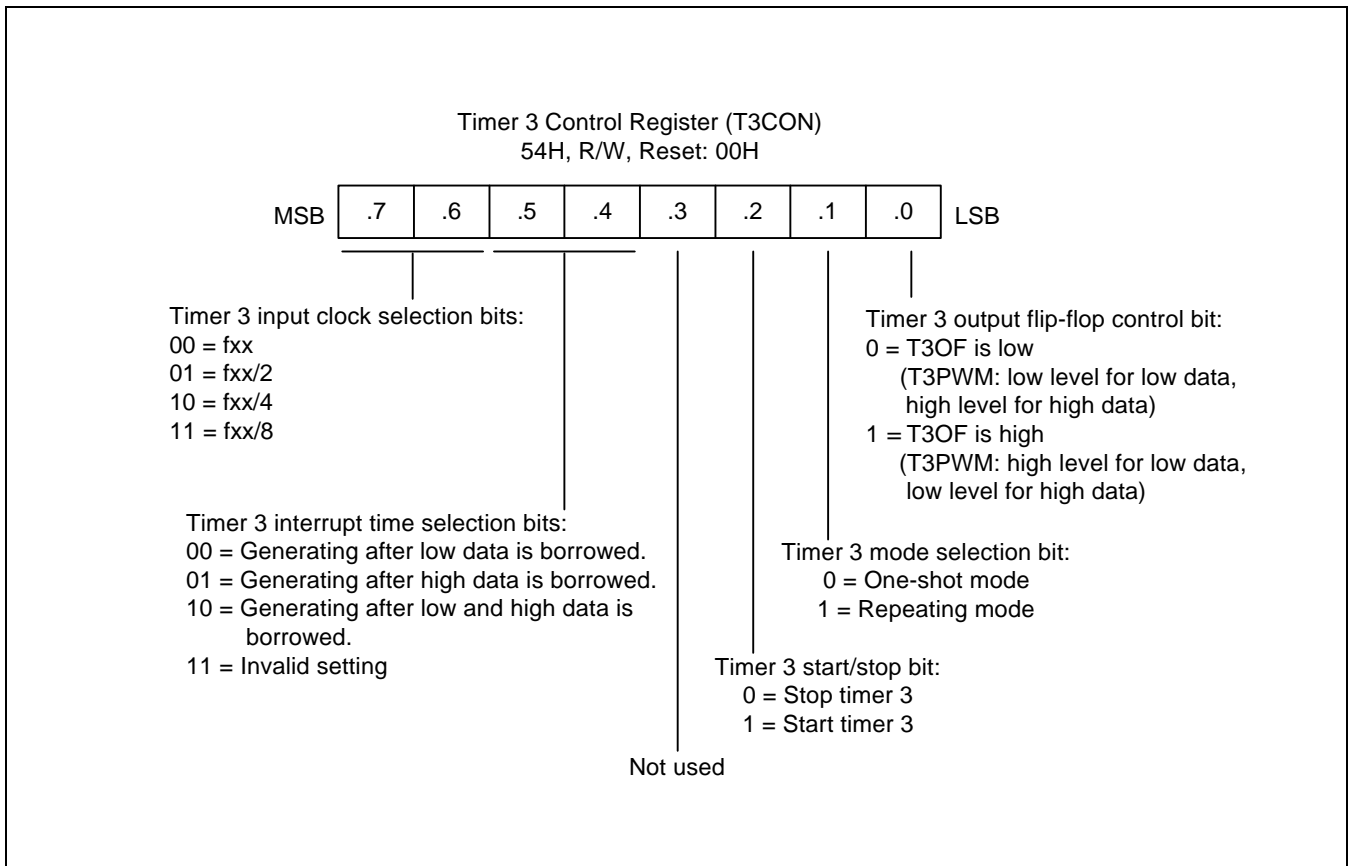 Timer 3 Control Register (T3CON)
54H, R/W, Reset: 00H
MSB .7 .6 .5 .4 .3 .2 .1 .0 LSB
Timer 3 input clock selection bits:
00 = fxx
01 = fxx/2
10 = fxx/4
11 = fxx/8
Timer 3 output flip-flop control bit:
0 = T3OF is low
(T3PWM: low level for low data,
high level for high data)
1 = T3OF is high
(T3PWM: high level for low data,
low level for high data)
Timer 3 interrupt time selection bits:
00 = Generating after low data is borrowed.
01 = Generating after high data is borrowed.
10 = Generating after low and high data is
borrowed.
11 = Invalid setting
Timer 3 mode selection bit:
0 = One-shot mode
1 = Repeating mode
Timer 3 start/stop bit:
0 = Stop timer 3
1 = Start timer 3
Not used